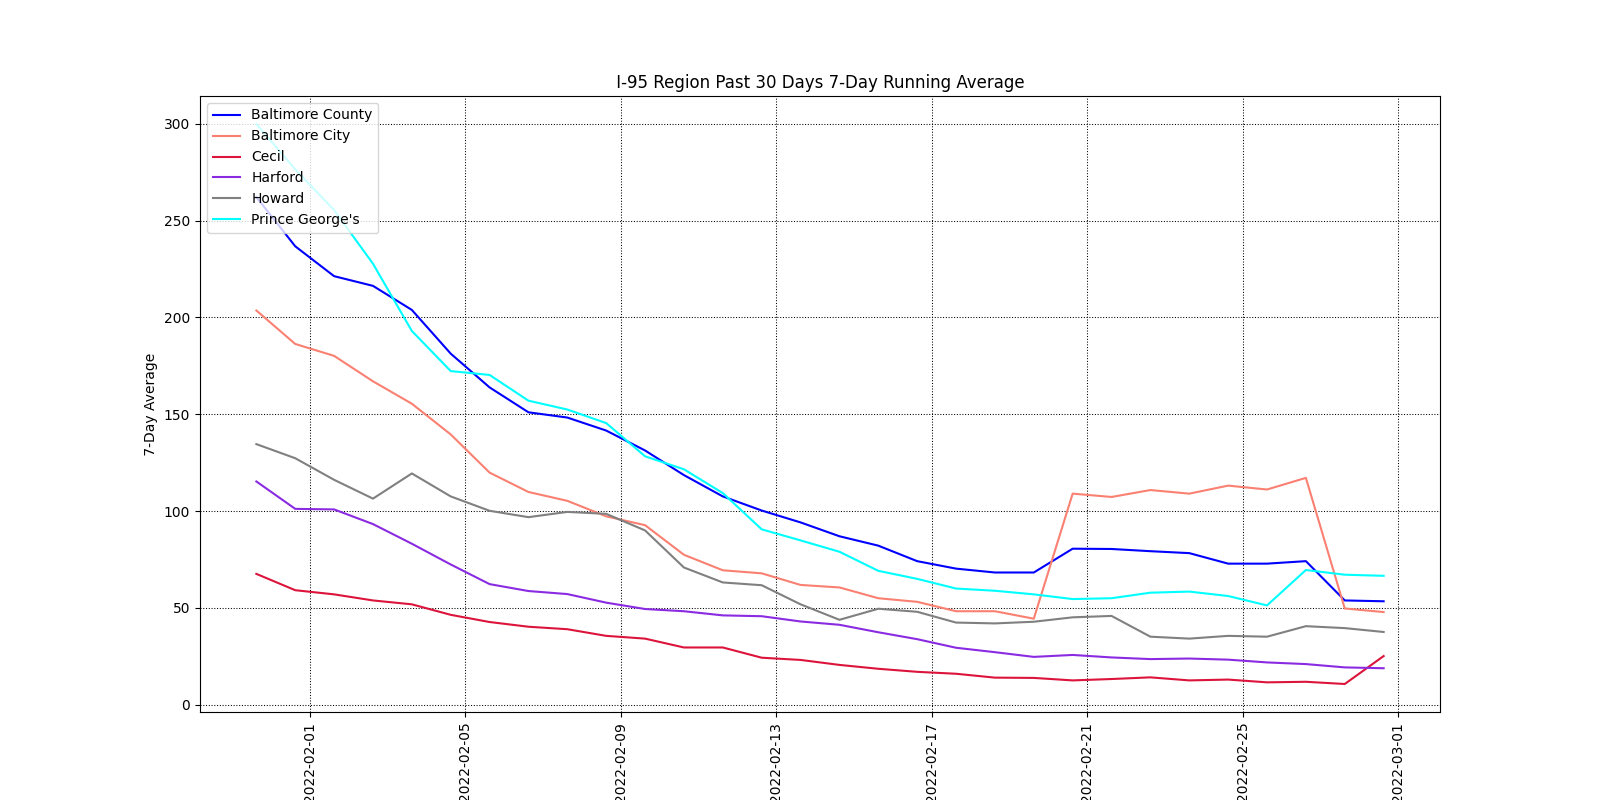 I-95 Region Past 30 Days 7-Day Running Average
Baltimore County
Baltimore City
Cecil
Harford
Howard
Prince George's
7-Day Average
300
250
200
150
100
50
0
2022-02-01
2022-02-05
2022-02-09
2022-02-13
2022-02-17
2022-02-21
2022-02-25
2022-03-01